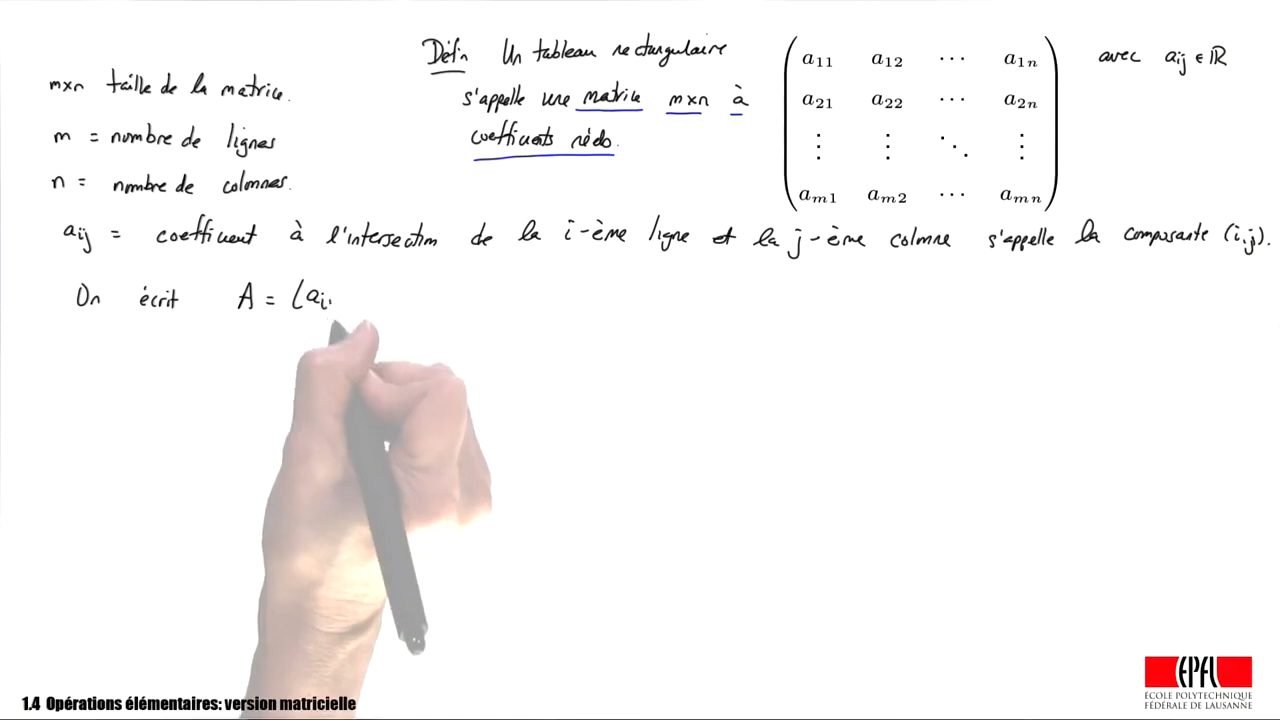 Défn Un tableau rectangulaire
s'appelle une matrice mxn à
coefficients réels.
a11 a12 ⋯ a1n
a21 a22 ⋯ a2n
⋮ ⋮ ⋱ ⋮
am1 am2 ⋯ amn
avec aij ∈ ℝ
mxn taille de la matrice.
m = nombre de lignes
n = nombre de colonnes.
aij = coefficient à l'intersection de la i-ème ligne et la j-ème colonne s'appelle la composante (i,j).
On écrit A = (ai
1.4 Opérations élémentaires: version matricielle
EPFL
ÉCOLE POLYTECHNIQUE
FÉDÉRALE DE LAUSANNE